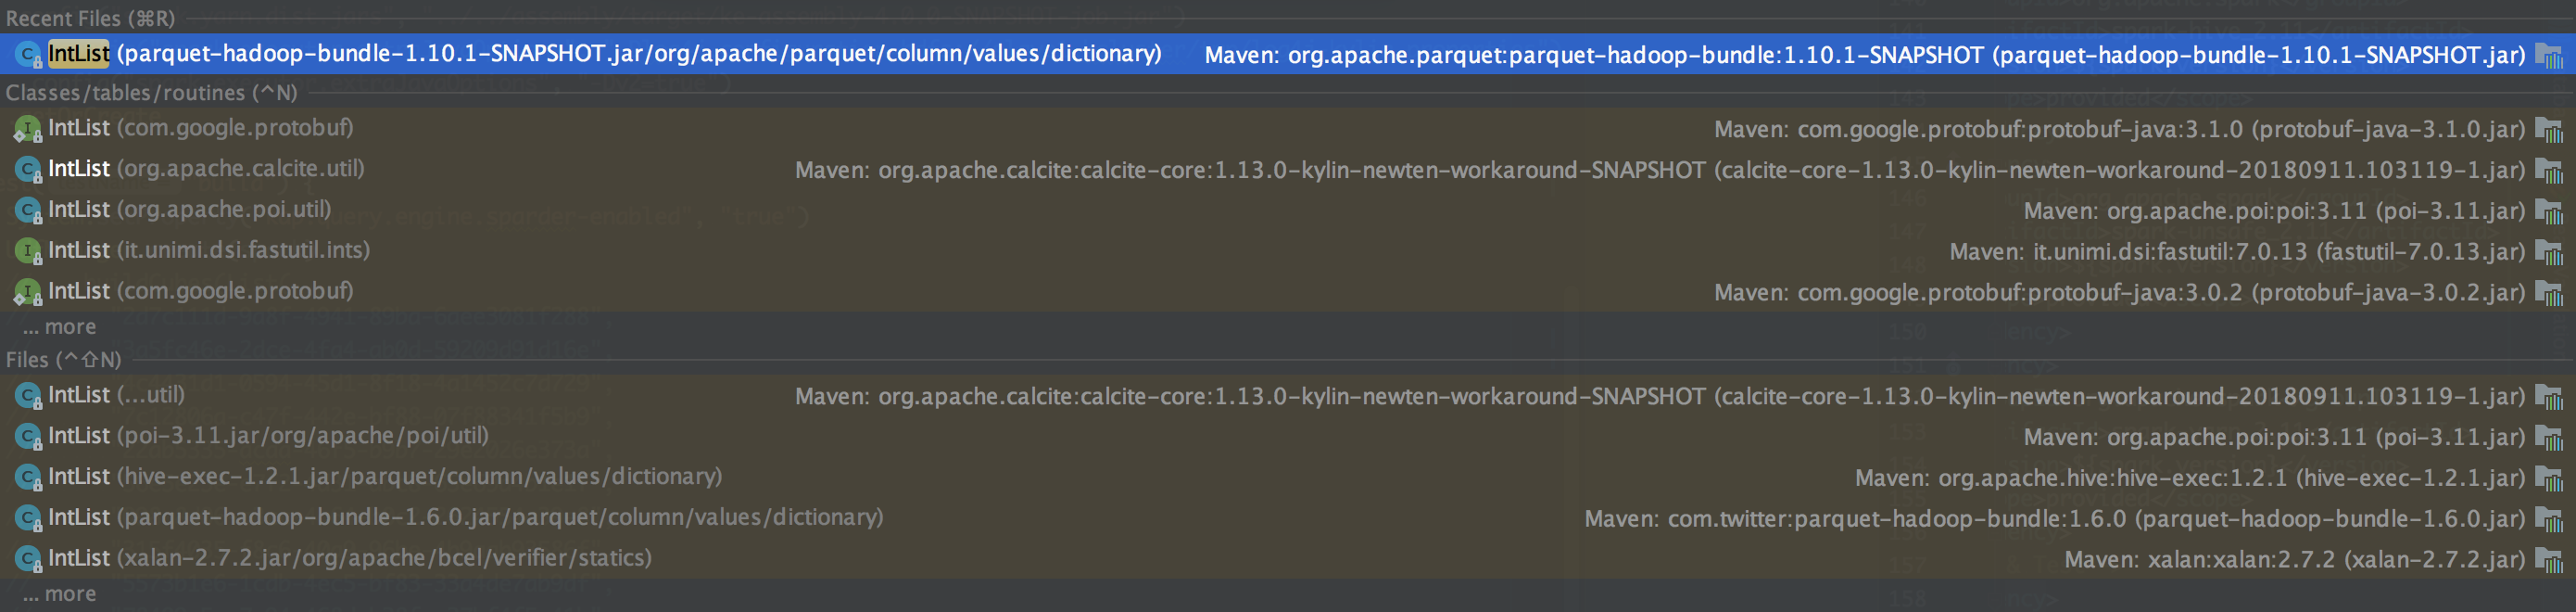 Recent Files (⌘R)
IntList (parquet-hadoop-bundle-1.10.1-SNAPSHOT.jar/org/apache/parquet/column/values/dictionary) Maven: org.apache.parquet:parquet-hadoop-bundle:1.10.1-SNAPSHOT (parquet-hadoop-bundle-1.10.1-SNAPSHOT.jar)
Classes/tables/routines (^N)
IntList (com.google.protobuf) Maven: com.google.protobuf:protobuf-java:3.1.0 (protobuf-java-3.1.0.jar)
IntList (org.apache.calcite.util) Maven: org.apache.calcite:calcite-core:1.13.0-kylin-newten-workaround-SNAPSHOT (calcite-core-1.13.0-kylin-newten-workaround-20180911.103119-1.jar)
IntList (org.apache.poi.util) Maven: org.apache.poi:poi:3.11 (poi-3.11.jar)
IntList (it.unimi.dsi.fastutil.ints) Maven: it.unimi.dsi:fastutil:7.0.13 (fastutil-7.0.13.jar)
IntList (com.google.protobuf) Maven: com.google.protobuf:protobuf-java:3.0.2 (protobuf-java-3.0.2.jar)
... more
Files (^⇧N)
IntList (...util) Maven: org.apache.calcite:calcite-core:1.13.0-kylin-newten-workaround-SNAPSHOT (calcite-core-1.13.0-kylin-newten-workaround-20180911.103119-1.jar)
IntList (poi-3.11.jar/org/apache/poi/util) Maven: org.apache.poi:poi:3.11 (poi-3.11.jar)
IntList (hive-exec-1.2.1.jar/parquet/column/values/dictionary) Maven: org.apache.hive:hive-exec:1.2.1 (hive-exec-1.2.1.jar)
IntList (parquet-hadoop-bundle-1.6.0.jar/parquet/column/values/dictionary) Maven: com.twitter:parquet-hadoop-bundle:1.6.0 (parquet-hadoop-bundle-1.6.0.jar)
IntList (xalan-2.7.2.jar/org/apache/bcel/verifier/statics) Maven: xalan:xalan:2.7.2 (xalan-2.7.2.jar)
... more